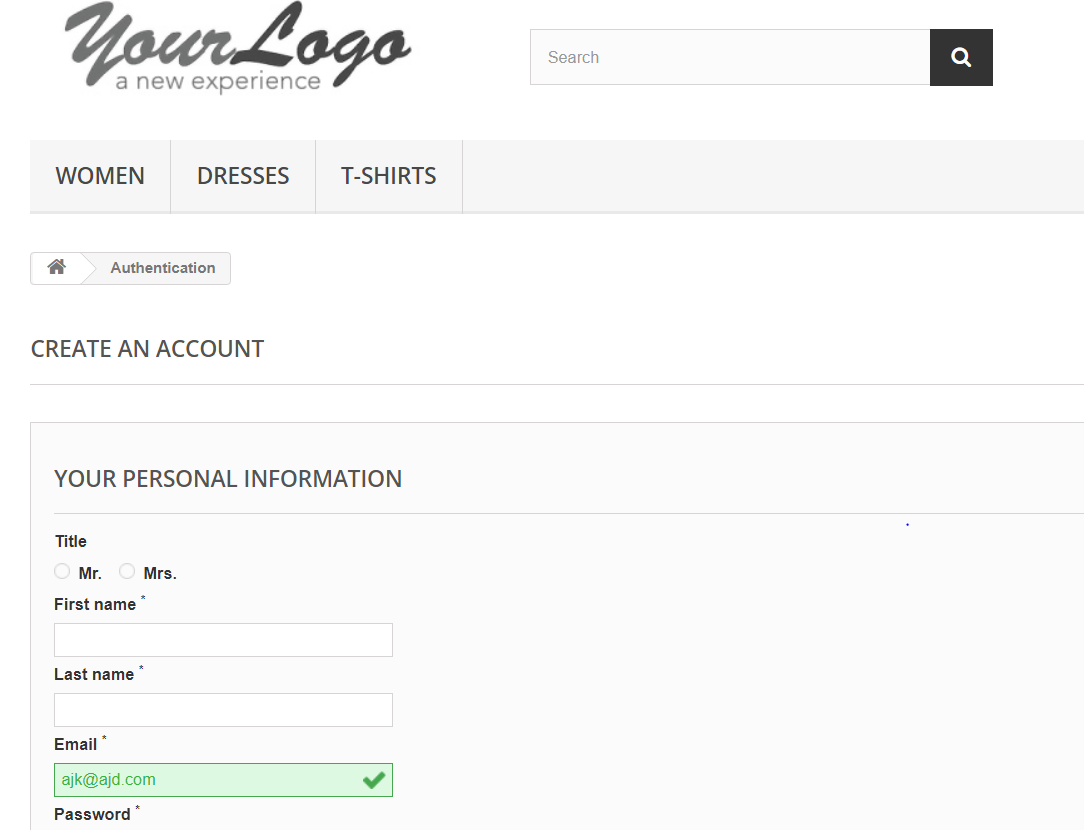 YourLogo
a new experience
Search
WOMEN DRESSES T-SHIRTS
Authentication
CREATE AN ACCOUNT
YOUR PERSONAL INFORMATION
Title
Mr. Mrs.
First name *
Last name *
Email *
ajk@ajd.com
Password *